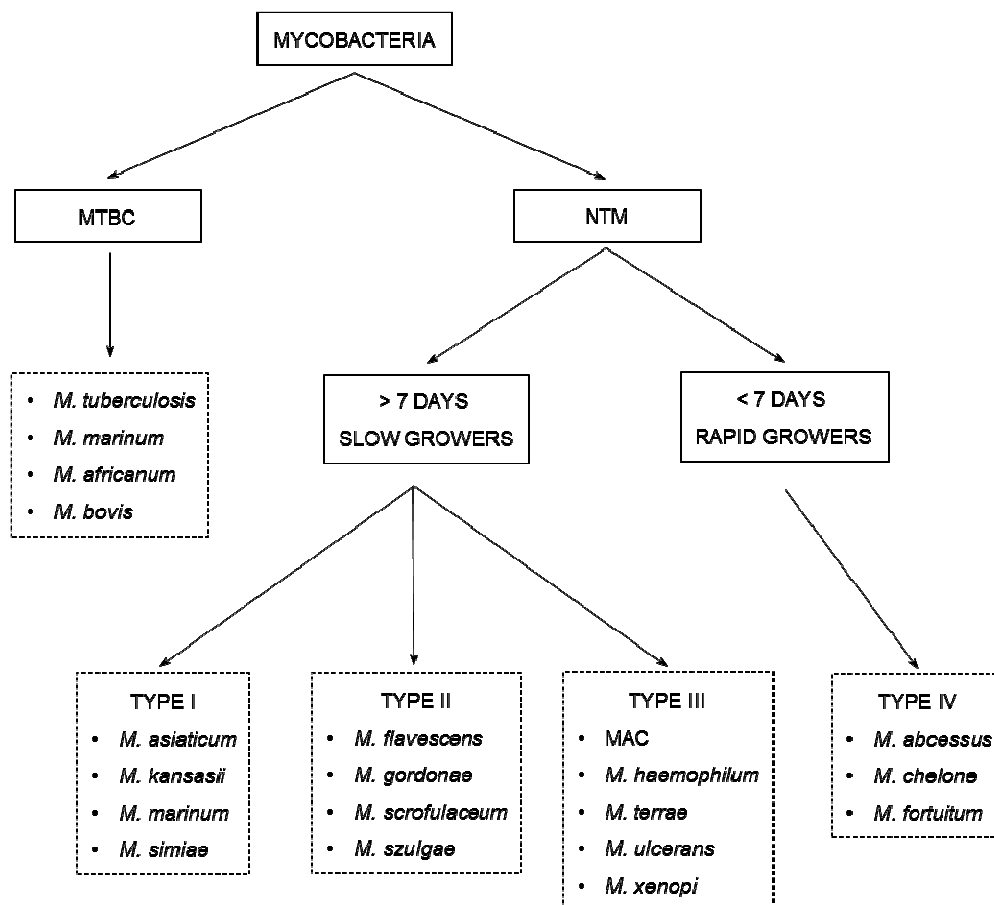 MYCOBACTERIA
MTBC
NTM
• M. tuberculosis
• M. marinum
• M. africanum
• M. bovis
> 7 DAYS
SLOW GROWERS
< 7 DAYS
RAPID GROWERS
TYPE I
• M. asiaticum
• M. kansasii
• M. marinum
• M. simiae
TYPE II
• M. flavescens
• M. gordonae
• M. scrofulaceum
• M. szulgae
TYPE III
• MAC
• M. haemophilum
• M. terrae
• M. ulcerans
• M. xenopi
TYPE IV
• M. abcessus
• M. chelone
• M. fortuitum